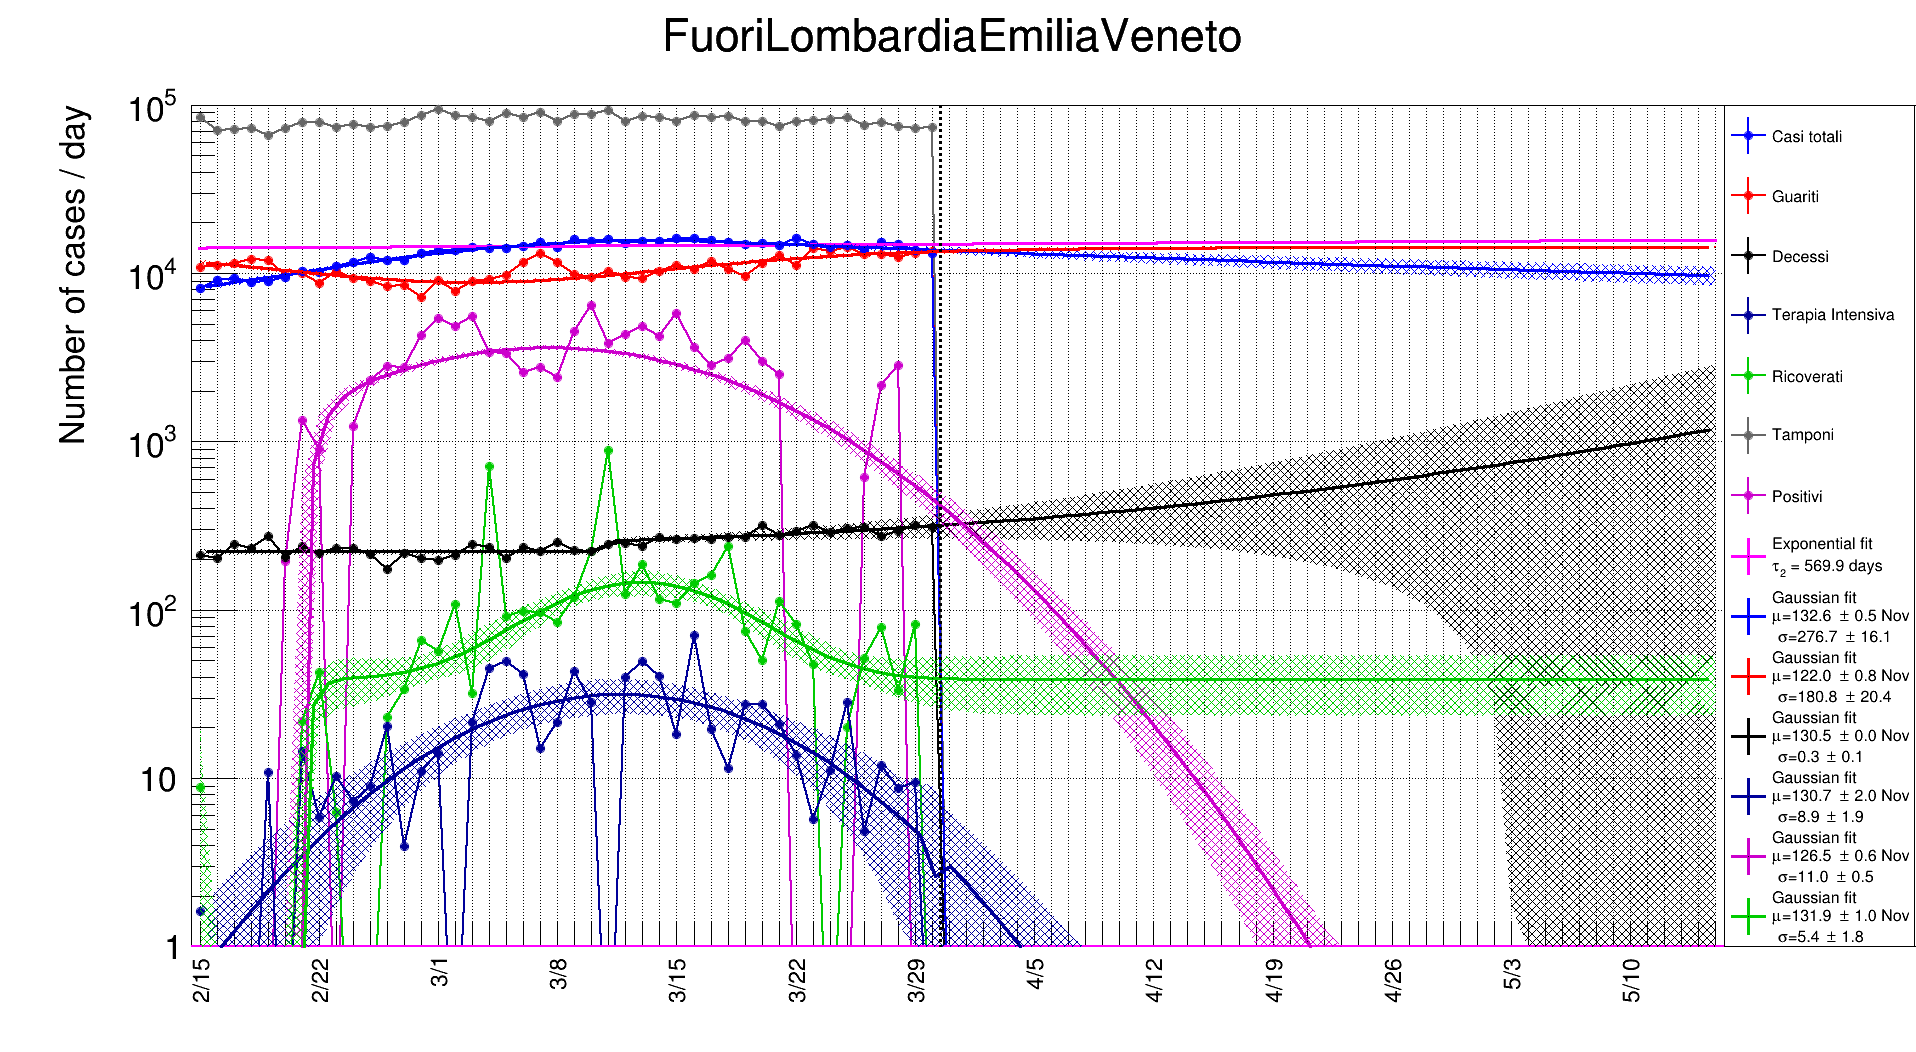 FuoriLombardiaEmiliaVeneto
Number of cases / day
10^5
10^4
10^3
10^2
10
1
2/15 2/22 3/1 3/8 3/15 3/22 3/29 4/5 4/12 4/19 4/26 5/3 5/10
Casi totali
Guariti
Decessi
Terapia Intensiva
Ricoverati
Tamponi
Positivi
Exponential fit
τ₂ = 569.9 days
Gaussian fit
μ=132.6 ± 0.5 Nov
σ=276.7 ± 16.1
Gaussian fit
μ=122.0 ± 0.8 Nov
σ=180.8 ± 20.4
Gaussian fit
μ=130.5 ± 0.0 Nov
σ=0.3 ± 0.1
Gaussian fit
μ=130.7 ± 2.0 Nov
σ=8.9 ± 1.9
Gaussian fit
μ=126.5 ± 0.6 Nov
σ=11.0 ± 0.5
Gaussian fit
μ=131.9 ± 1.0 Nov
σ=5.4 ± 1.8